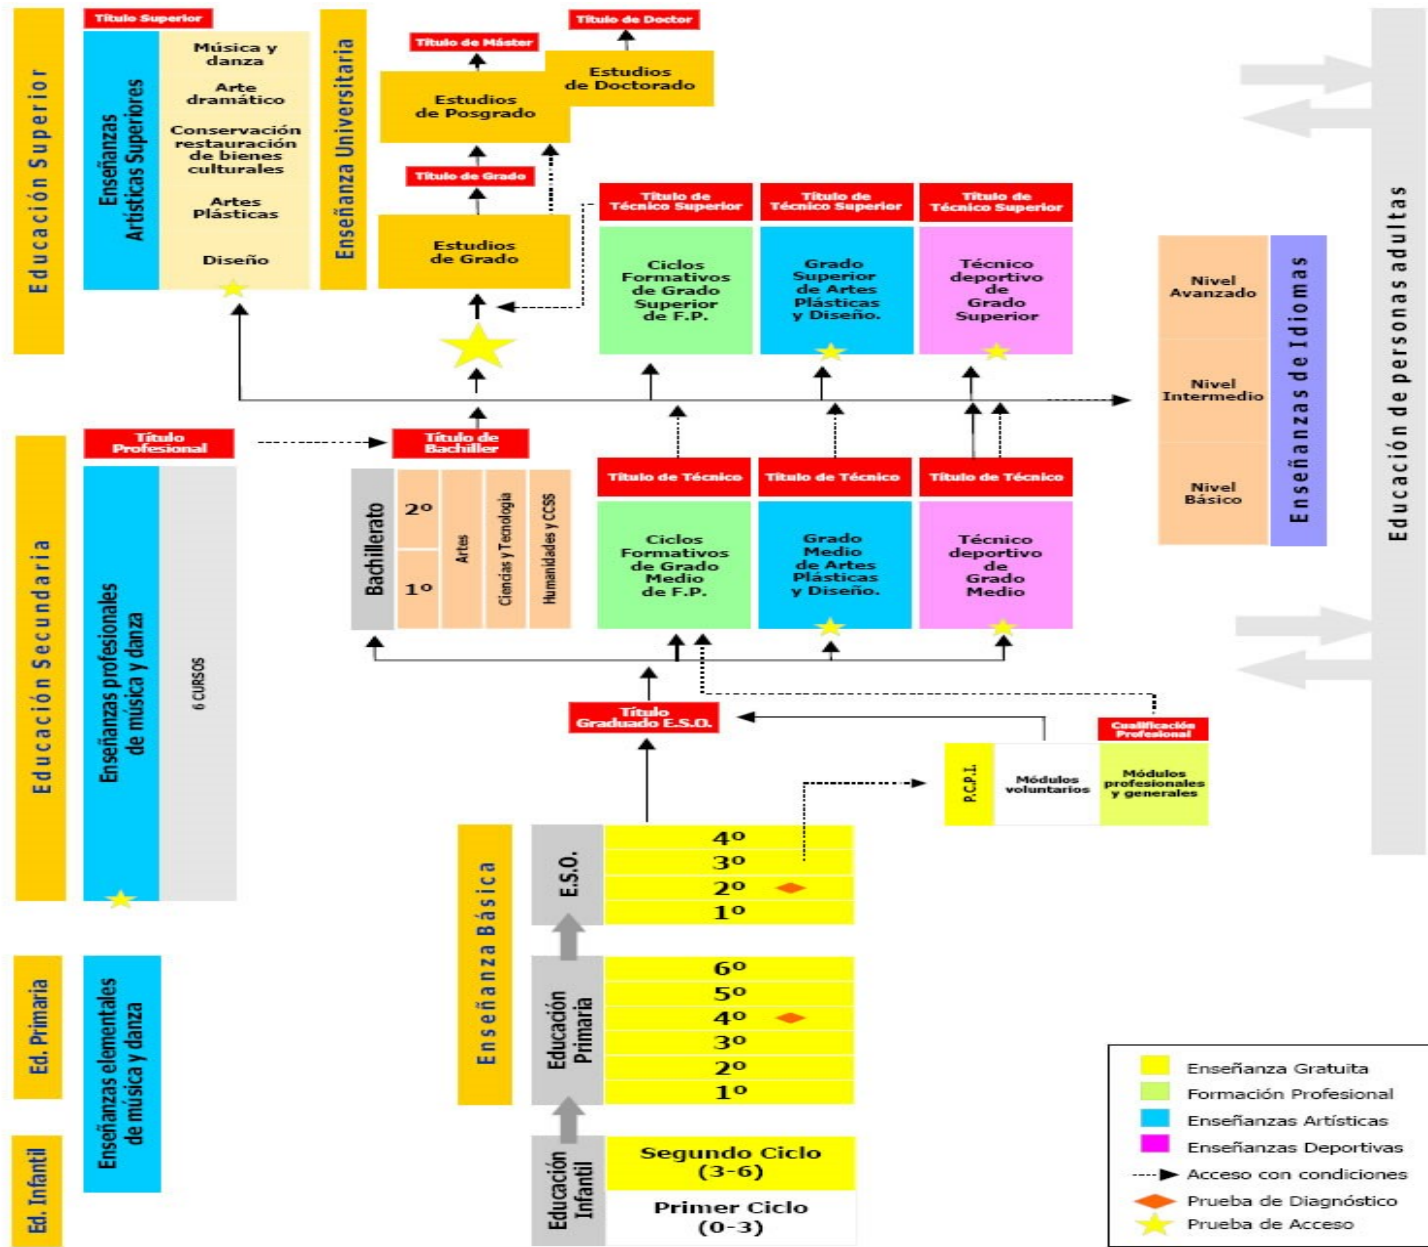 Educación Superior
Título Superior
Enseñanzas
Artísticas Superiores
Música y
danza
Arte
dramático
Conservación
restauración
de bienes
culturales
Artes
Plásticas
Diseño
Enseñanza Universitaria
Título de Máster
Título de Doctor
Estudios
de Posgrado
Estudios
de Doctorado
Título de Grado
Estudios
de Grado
Título de
Técnico Superior
Ciclos
Formativos
de Grado
Superior
de F.P.
Título de
Técnico Superior
Grado
Superior
de Artes
Plásticas
y Diseño.
Título de
Técnico Superior
Técnico
deportivo
de
Grado
Superior
Nivel
Avanzado
Nivel
Intermedio
Nivel
Básico
Enseñanzas de Idiomas
Educación de personas adultas
Educación Secundaria
Título
Profesional
Enseñanzas profesionales
de música y danza
6 CURSOS
Título de
Bachiller
Bachillerato
2º
1º
Artes
Ciencias y Tecnología
Humanidades y CCSS
Título de Técnico
Ciclos
Formativos
de Grado
Medio
de F.P.
Título de Técnico
Grado
Medio
de Artes
Plásticas
y Diseño.
Título de Técnico
Técnico
deportivo
de
Grado
Medio
Título
Graduado E.S.O.
Cualificación
Profesional
P.C.P.I.
Módulos
voluntarios
Módulos
profesionales
y generales
Enseñanza Básica
E.S.O.
4º
3º
2º
1º
Ed. Primaria
Enseñanzas elementales
de música y danza
Educación
Primaria
6º
5º
4º
3º
2º
1º
Ed. Infantil
Educación
Infantil
Segundo Ciclo
(3-6)
Primer Ciclo
(0-3)
Enseñanza Gratuita
Formación Profesional
Enseñanzas Artísticas
Enseñanzas Deportivas
Acceso con condiciones
Prueba de Diagnóstico
Prueba de Acceso